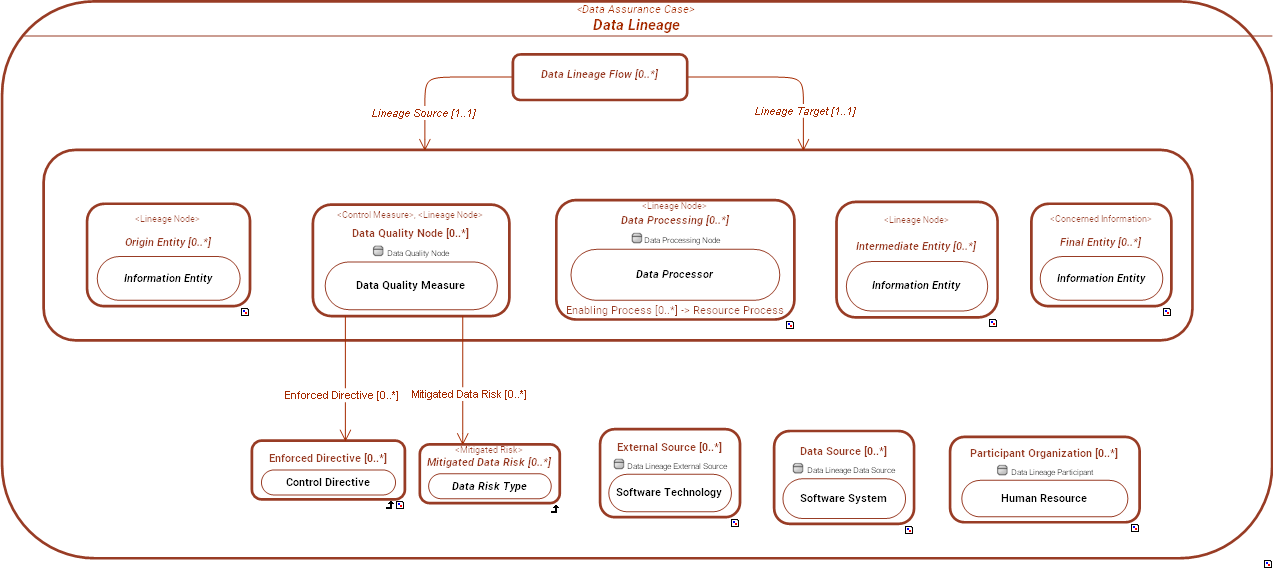 <Data Assurance Case>
Data Lineage
Data Lineage Flow [0..*]
Lineage Source [1..1]
Lineage Target [1..1]
<Lineage Node>
Origin Entity [0..*]
Information Entity
<Control Measure>, <Lineage Node>
Data Quality Node [0..*]
Data Quality Node
Data Quality Measure
<Lineage Node>
Data Processing [0..*]
Data Processing Node
Data Processor
Enabling Process [0..*] -> Resource Process
<Lineage Node>
Intermediate Entity [0..*]
Information Entity
<Concerned Information>
Final Entity [0..*]
Information Entity
Enforced Directive [0..*]
Mitigated Data Risk [0..*]
Enforced Directive [0..*]
Control Directive
<Mitigated Risk>
Mitigated Data Risk [0..*]
Data Risk Type
External Source [0..*]
Data Lineage External Source
Software Technology
Data Source [0..*]
Data Lineage Data Source
Software System
Participant Organization [0..*]
Data Lineage Participant
Human Resource